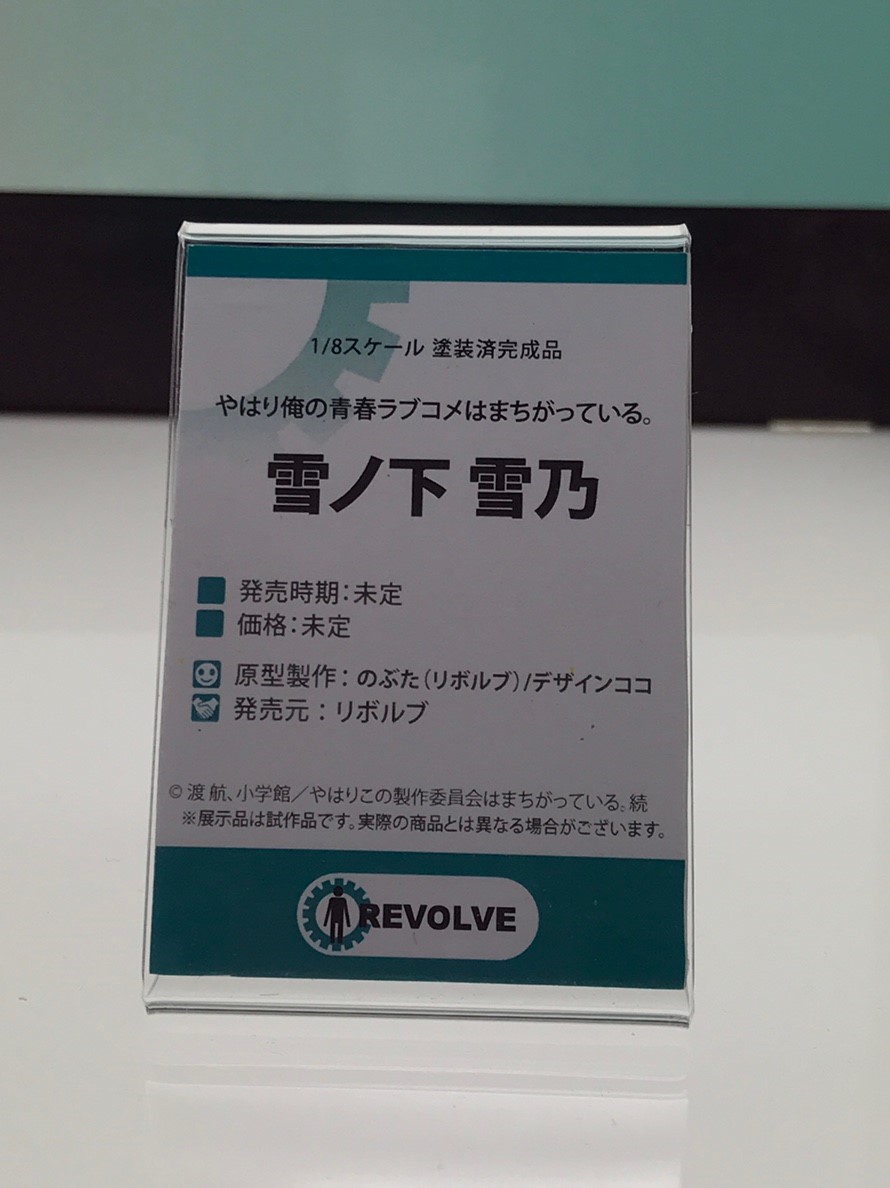 1/8スケール 塗装済完成品
やはり俺の青春ラブコメはまちがっている。
雪ノ下 雪乃
発売時期：未定
価格：未定
原型製作：のぶた（リボルブ）/デザインココ
発売元：リボルブ
© 渡 航、小学館／やはりこの製作委員会はまちがっている。続
※展示品は試作品です。実際の商品とは異なる場合がございます。
REVOLVE